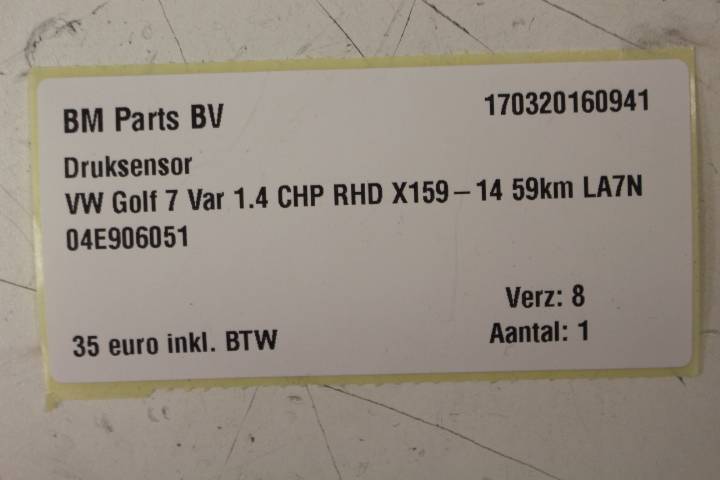 BM Parts BV 170320160941
Druksensor
VW Golf 7 Var 1.4 CHP RHD X159–14 59km LA7N
04E906051
Verz: 8
35 euro inkl. BTW Aantal: 1